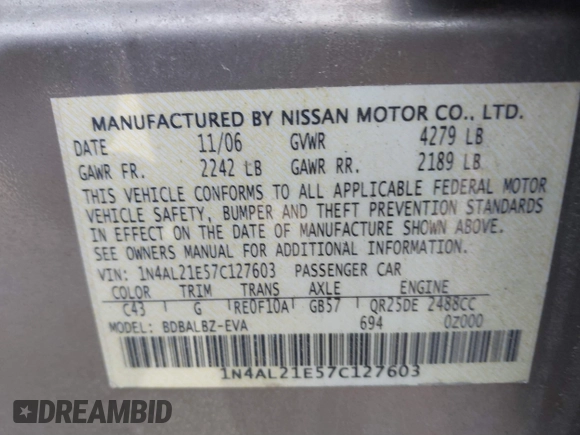 MANUFACTURED BY NISSAN MOTOR CO., LTD.
DATE 11/06 GVWR 4279 LB
GAWR FR. 2242 LB GAWR RR. 2189 LB
THIS VEHICLE CONFORMS TO ALL APPLICABLE FEDERAL MOTOR
VEHICLE SAFETY, BUMPER AND THEFT PREVENTION STANDARDS
IN EFFECT ON THE DATE OF MANUFACTURE SHOWN ABOVE.
SEE OWNERS MANUAL FOR ADDITIONAL INFORMATION.
VIN: 1N4AL21E57C127603 PASSENGER CAR
COLOR TRIM TRANS AXLE ENGINE
C43 G RE0F10A GB57 QR25DE 2488CC
MODEL: BDBALBZ-EVA 694 0Z000
1N4AL21E57C127603
DREAMBID